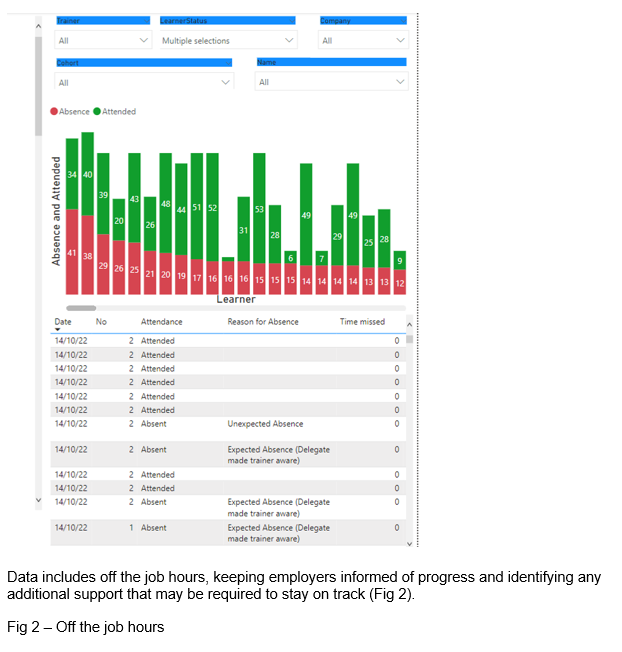 Trainer LearnerStatus Company
All Multiple selections All
Cohort Name
All All
Absence Attended
Absence and Attended
34 40 39 20 43 26 48 44 51 52 31 53 28 6 49 7 29 49 25 28 9
41 38 29 26 25 21 20 19 17 16 16 16 15 15 15 14 14 14 14 13 13 12
Learner
Date No Attendance Reason for Absence Time missed
14/10/22 2 Attended 0
14/10/22 2 Attended 0
14/10/22 2 Attended 0
14/10/22 2 Attended 0
14/10/22 2 Attended 0
14/10/22 2 Attended 0
14/10/22 2 Absent Unexpected Absence 0
14/10/22 2 Absent Expected Absence (Delegate 0
made trainer aware)
14/10/22 2 Attended 0
14/10/22 2 Attended 0
14/10/22 2 Absent Expected Absence (Delegate 0
made trainer aware)
14/10/22 1 Absent Expected Absence (Delegate 0
made trainer aware)
Data includes off the job hours, keeping employers informed of progress and identifying any
additional support that may be required to stay on track (Fig 2).
Fig 2 – Off the job hours